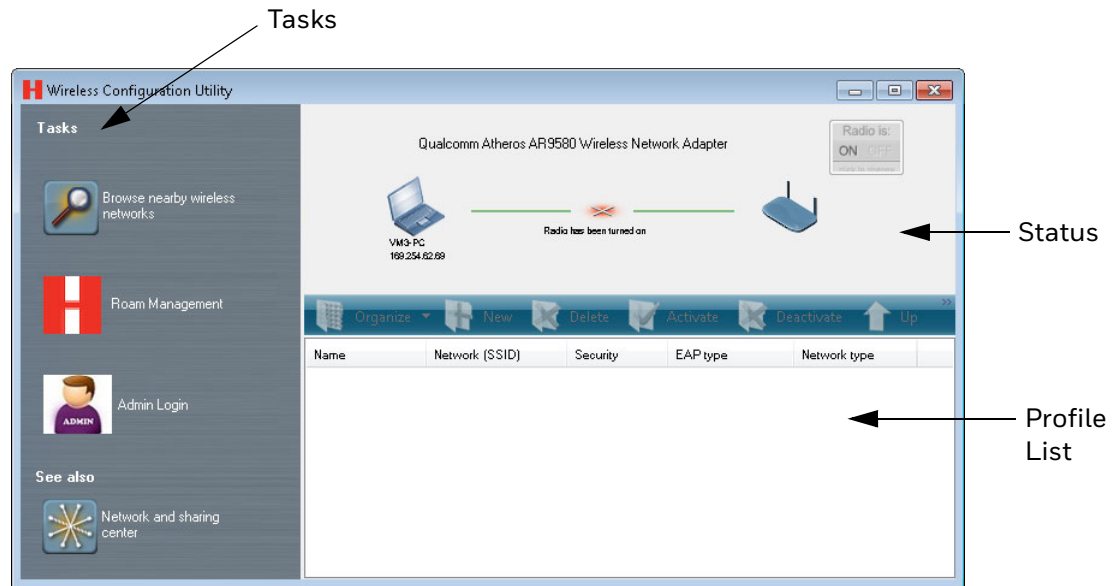 Tasks
Wireless Configuration Utility
Tasks
Browse nearby wireless
networks
Roam Management
ADMIN
Admin Login
See also
Network and sharing
center
Qualcomm Atheros AR9580 Wireless Network Adapter
Radio is:
ON OFF
VM3-PC
169.254.62.69
Radio has been turned on
Organize New Delete Activate Deactivate Up
Name Network (SSID) Security EAP type Network type
Status
Profile
List